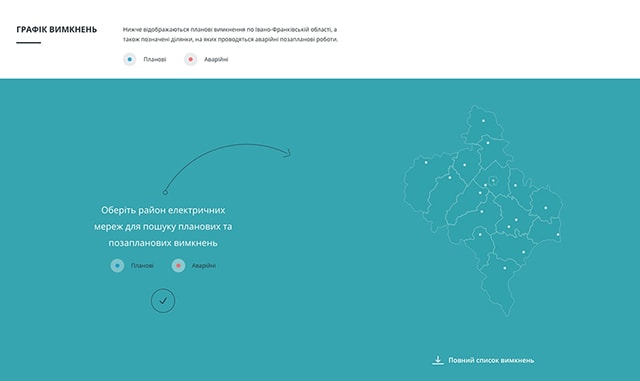 ГРАФІК ВИМКНЕНЬ
Нижче відображаються планові вимкнення по Івано-Франківській області, а
також позначені ділянки, на яких проводяться аварійні позапланові роботи.
Планові
Аварійні
Оберіть район електричних
мереж для пошуку планових та
позапланових вимкнень
Планові
Аварійні
Повний список вимкнень